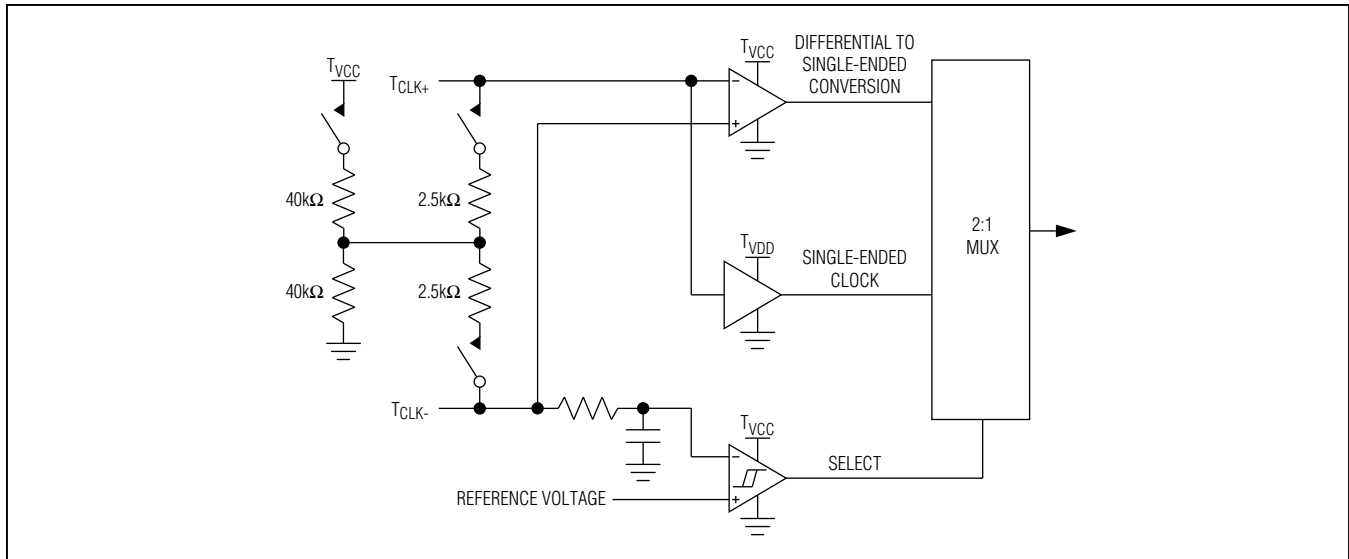 TVCC
TCLK+
40kΩ
2.5kΩ
40kΩ
2.5kΩ
TCLK-
REFERENCE VOLTAGE
TVCC
−
+
DIFFERENTIAL TO
SINGLE-ENDED
CONVERSION
TVDD
SINGLE-ENDED
CLOCK
TVCC
−
+
SELECT
2:1
MUX